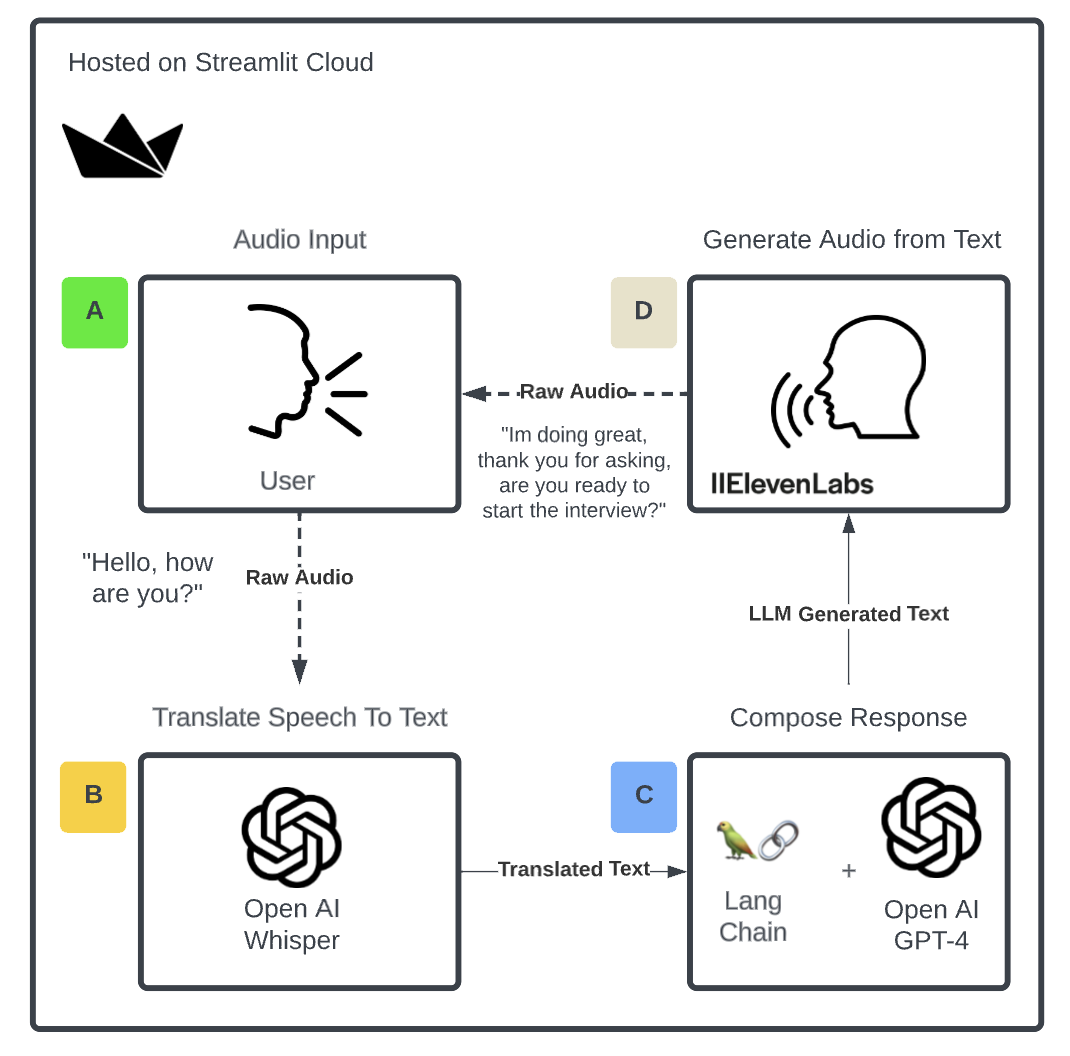 Hosted on Streamlit Cloud
Audio Input
Generate Audio from Text
A
D
Raw Audio
"Im doing great,
thank you for asking,
are you ready to
start the interview?"
User
IIElevenLabs
"Hello, how
are you?"
Raw Audio
LLM Generated Text
Translate Speech To Text
Compose Response
B
C
Translated Text
Open AI
Whisper
Lang
Chain
+
Open AI
GPT-4